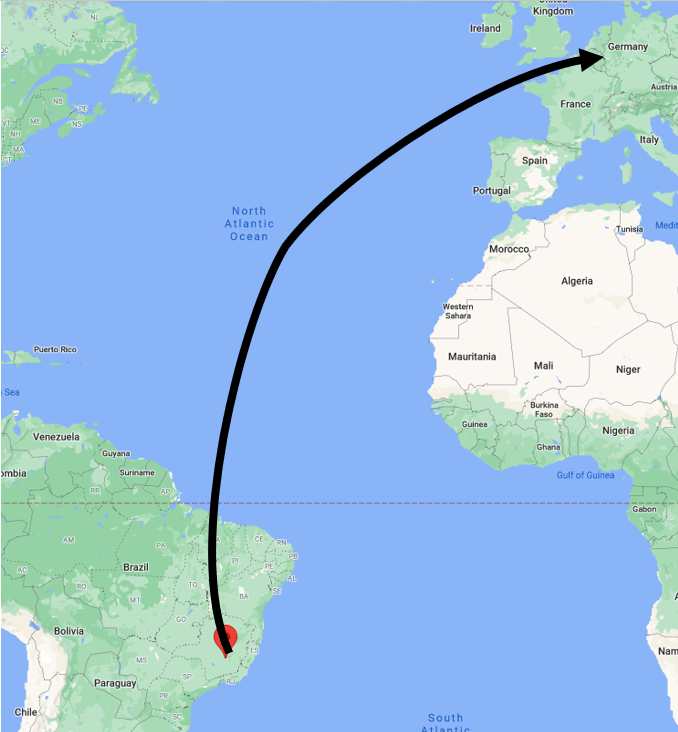 United
Kingdom
NL
Ireland
Germany
QC
Austria
NB
PE
France
VT
ME
NS
NH
MA
CT
Italy
Spain
Portugal
North
Atlantic
Ocean
Tunisia
Medit
Morocco
Algeria
Western
Sahara
Puerto Rico
Mauritania
Mali
Niger
Sea
Burkina
Faso
Guinea
Nigeria
Venezuela
Ghana
Guyana
Suriname
ombia
Gulf of Guinea
RR
AP
Gabon
AM
PA
CE
RN
PI
PB
Brazil
PE
AC
AL
RO
TO
SE
MT
BA
GO
Bolivia
ES
Nam
MS
Paraguay
SP
RJ
PR
Chile
SC
South
Atlantic